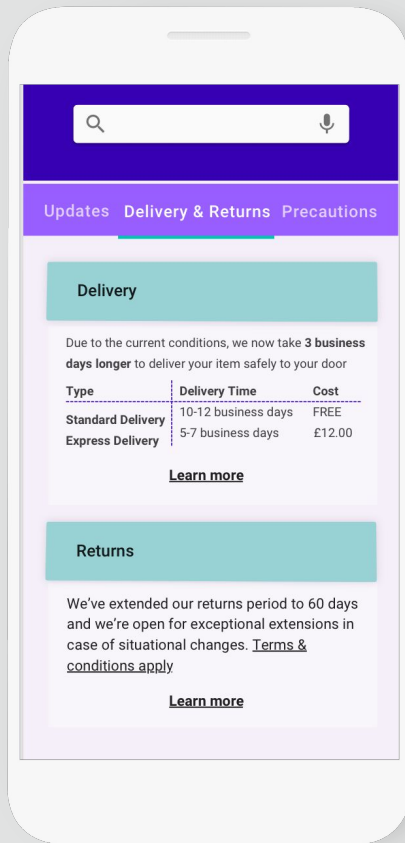 Updates Delivery & Returns Precautions
Delivery
Due to the current conditions, we now take 3 business
days longer to deliver your item safely to your door
Type Delivery Time Cost
Standard Delivery 10-12 business days FREE
Express Delivery 5-7 business days £12.00
Learn more
Returns
We’ve extended our returns period to 60 days
and we’re open for exceptional extensions in
case of situational changes. Terms &
conditions apply
Learn more